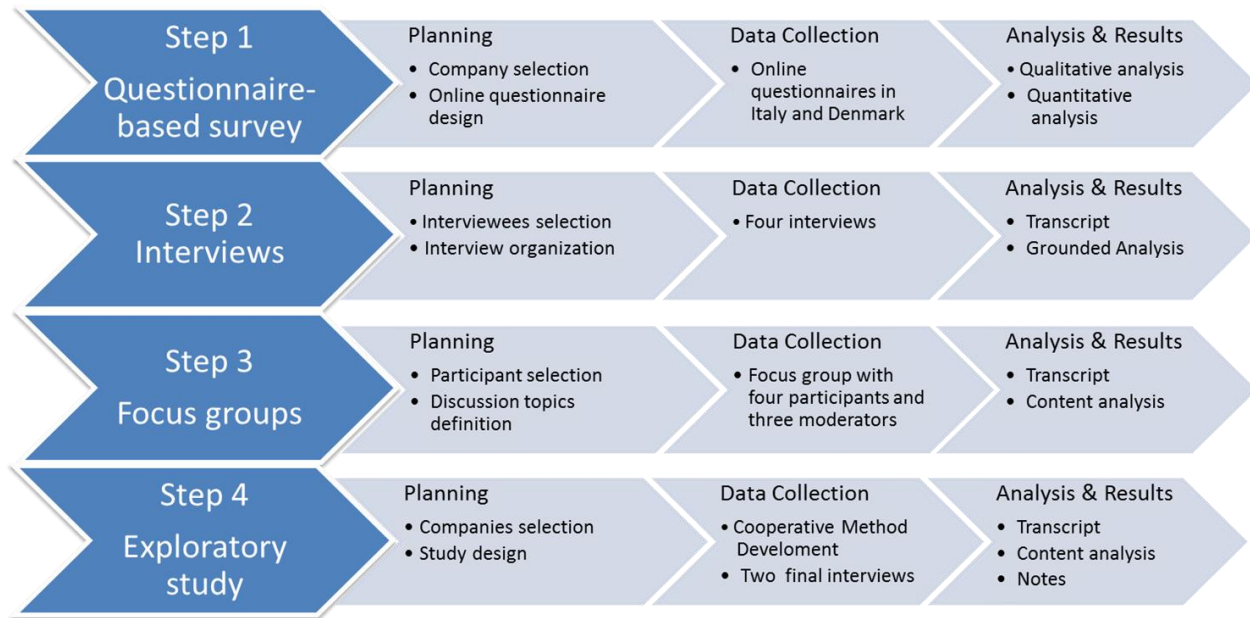 Step 1
Questionnaire-
based survey
Planning
• Company selection
• Online questionnaire
design
Data Collection
• Online
questionnaires in
Italy and Denmark
Analysis & Results
• Qualitative analysis
• Quantitative
analysis
Step 2
Interviews
Planning
• Interviewees selection
• Interview organization
Data Collection
• Four interviews
Analysis & Results
• Transcript
• Grounded Analysis
Step 3
Focus groups
Planning
• Participant selection
• Discussion topics
definition
Data Collection
• Focus group with
four participants and
three moderators
Analysis & Results
• Transcript
• Content analysis
Step 4
Exploratory
study
Planning
• Companies selection
• Study design
Data Collection
• Cooperative Method
Develoment
• Two final interviews
Analysis & Results
• Transcript
• Content analysis
• Notes